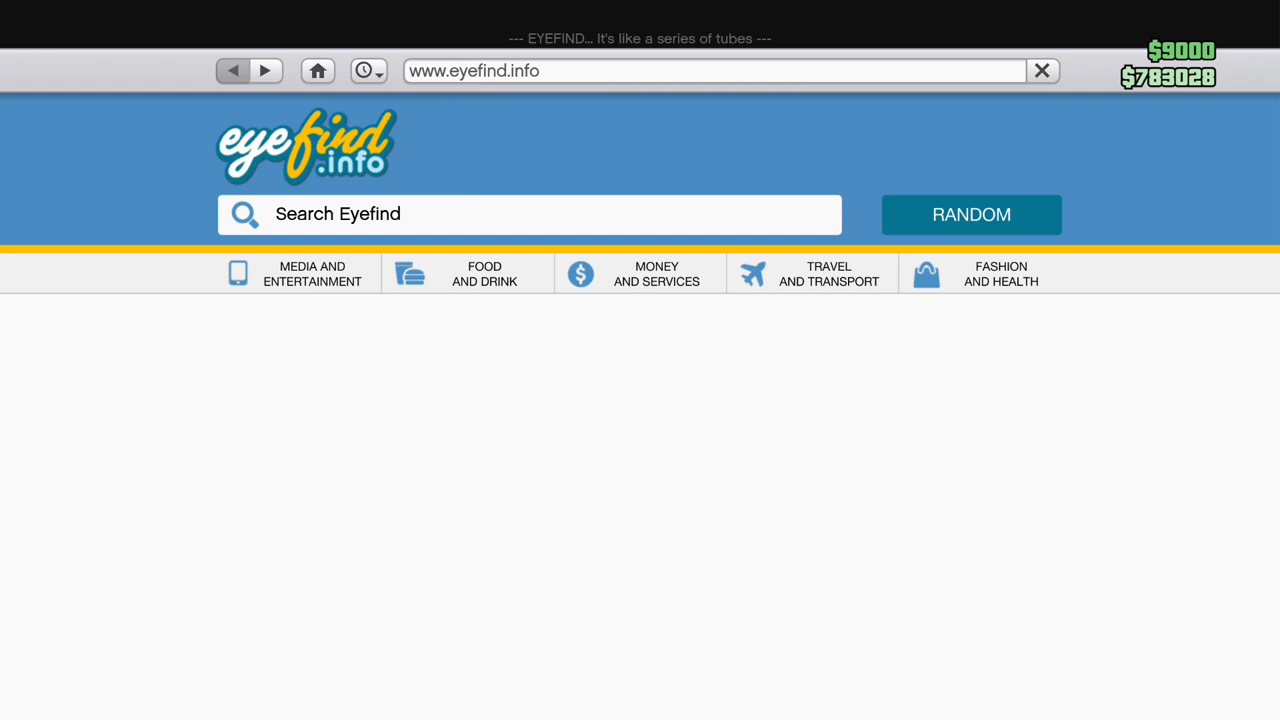 --- EYEFIND... It's like a series of tubes ---
$9000
www.eyefind.info
$783028
eyefind
.info
Search Eyefind
RANDOM
MEDIA AND
ENTERTAINMENT
FOOD
AND DRINK
MONEY
AND SERVICES
TRAVEL
AND TRANSPORT
FASHION
AND HEALTH